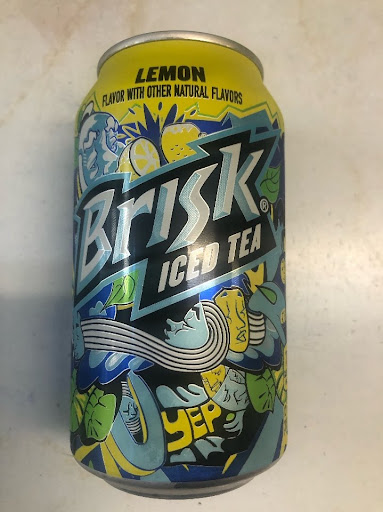 LEMON
FLAVOR WITH OTHER NATURAL FLAVORS
Brisk®
ICED TEA
YEP!